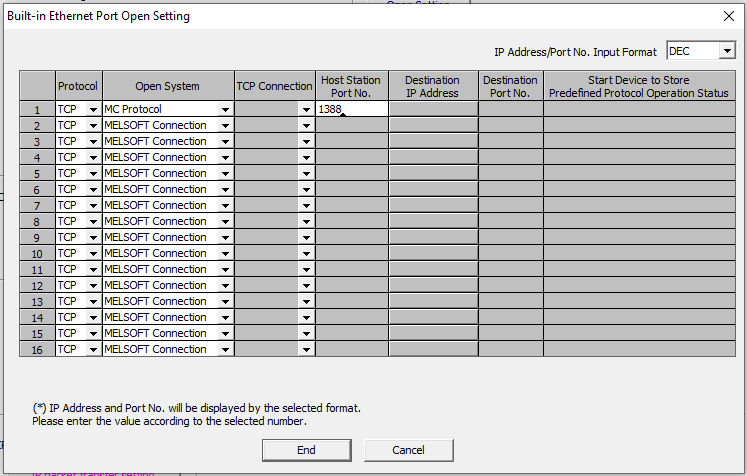 Built-in Ethernet Port Open Setting
IP Address/Port No. Input Format DEC
Protocol Open System TCP Connection Host Station Port No. Destination IP Address Destination Port No. Start Device to Store Predefined Protocol Operation Status
1 TCP MC Protocol 1388
2 TCP MELSOFT Connection
3 TCP MELSOFT Connection
4 TCP MELSOFT Connection
5 TCP MELSOFT Connection
6 TCP MELSOFT Connection
7 TCP MELSOFT Connection
8 TCP MELSOFT Connection
9 TCP MELSOFT Connection
10 TCP MELSOFT Connection
11 TCP MELSOFT Connection
12 TCP MELSOFT Connection
13 TCP MELSOFT Connection
14 TCP MELSOFT Connection
15 TCP MELSOFT Connection
16 TCP MELSOFT Connection
(*) IP Address and Port No. will be displayed by the selected format.
Please enter the value according to the selected number.
End Cancel